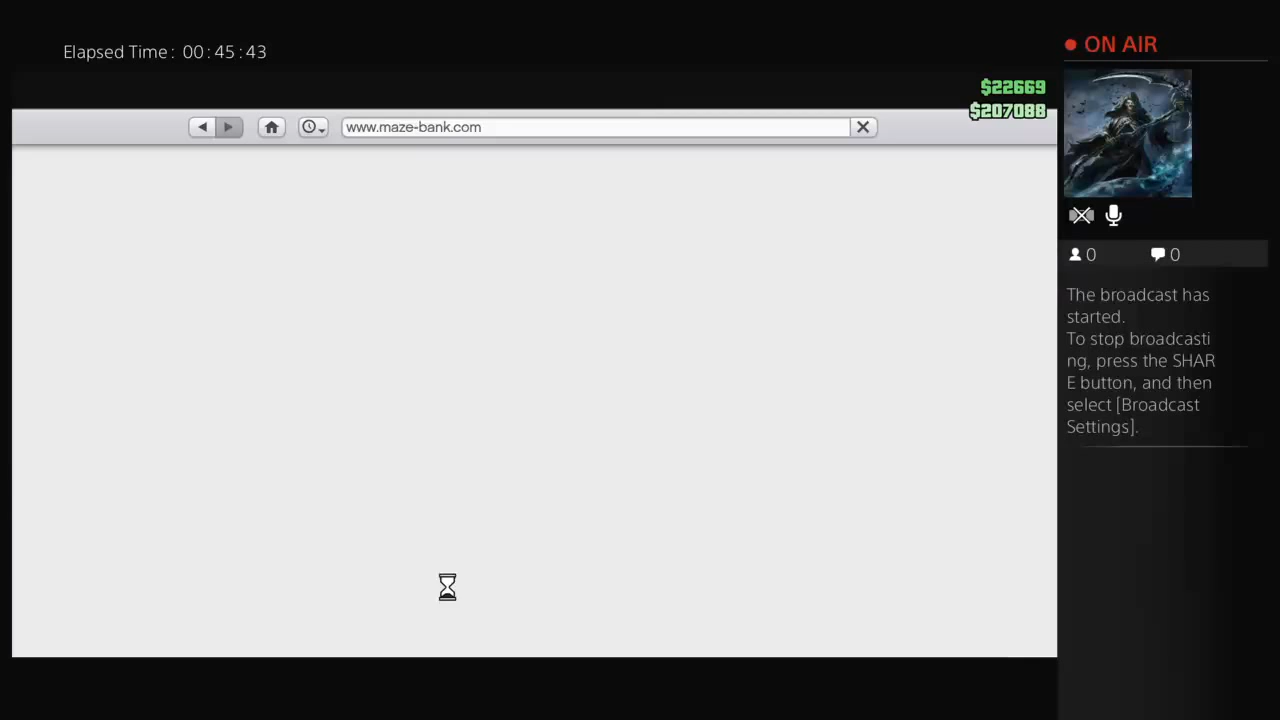 Elapsed Time: 00:45:43
ON AIR
$22669
$207088
www.maze-bank.com
0
0
The broadcast has
started.
To stop broadcasti
ng, press the SHAR
E button, and then
select [Broadcast
Settings].